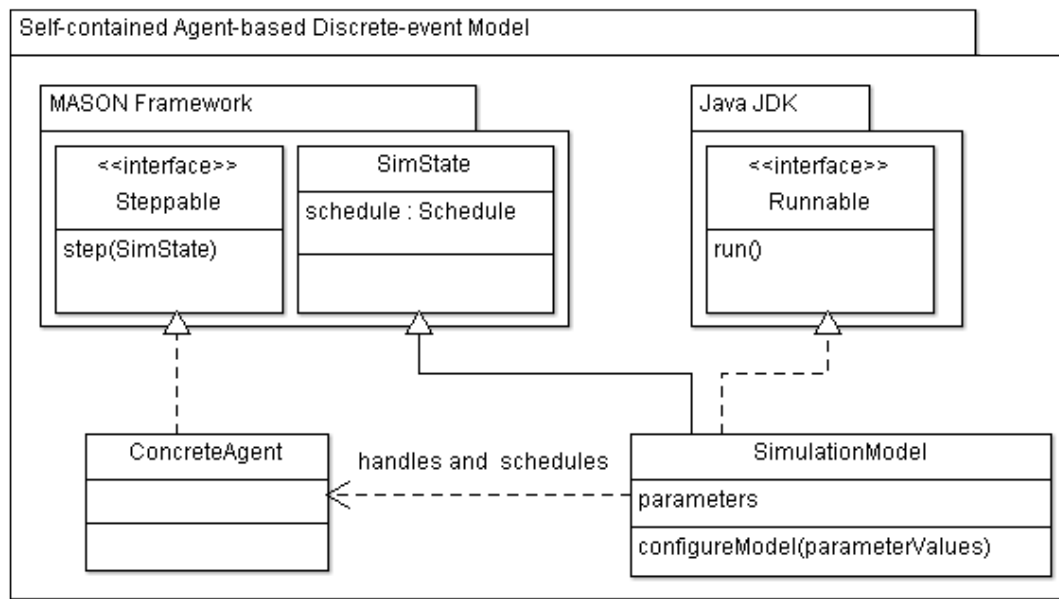 Self-contained Agent-based Discrete-event Model
MASON Framework
<<interface>>
Steppable
step(SimState)
SimState
schedule : Schedule
Java JDK
<<interface>>
Runnable
run()
ConcreteAgent
handles and schedules
SimulationModel
parameters
configureModel(parameterValues)